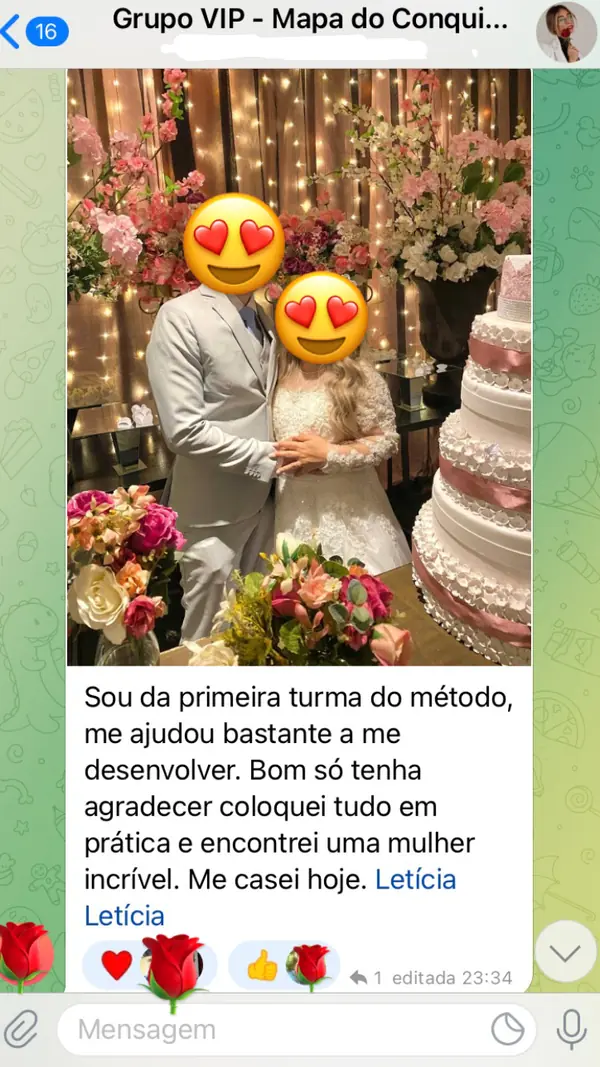 16
Grupo VIP - Mapa do Conqui...
Sou da primeira turma do método,
me ajudou bastante a me
desenvolver. Bom só tenha
agradecer coloquei tudo em
prática e encontrei uma mulher
incrível. Me casei hoje. Letícia
Letícia
1 editada 23:34
Mensagem